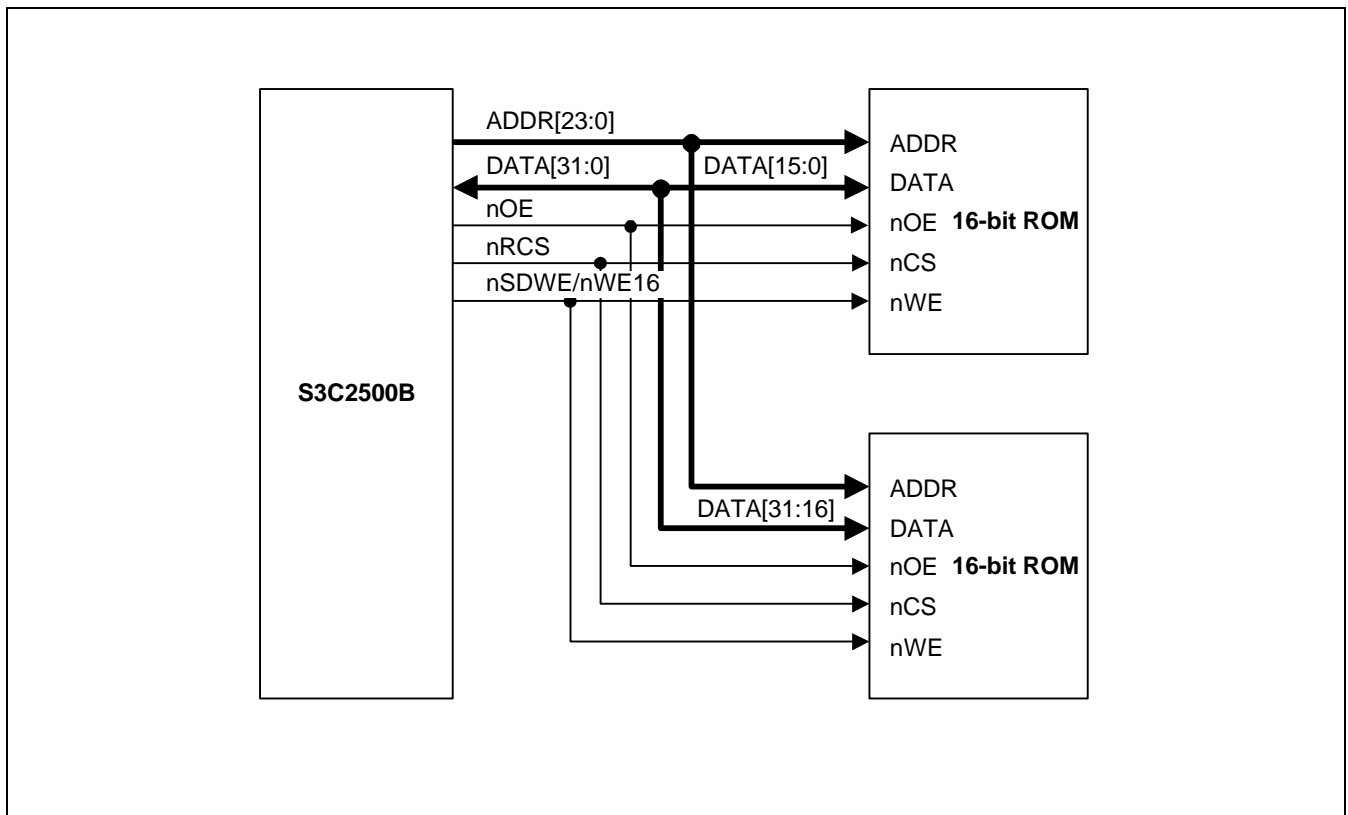 S3C2500B
ADDR[23:0]
DATA[31:0]
DATA[15:0]
nOE
nRCS
nSDWE/nWE16
ADDR
DATA
nOE 16-bit ROM
nCS
nWE
DATA[31:16]
ADDR
DATA
nOE 16-bit ROM
nCS
nWE